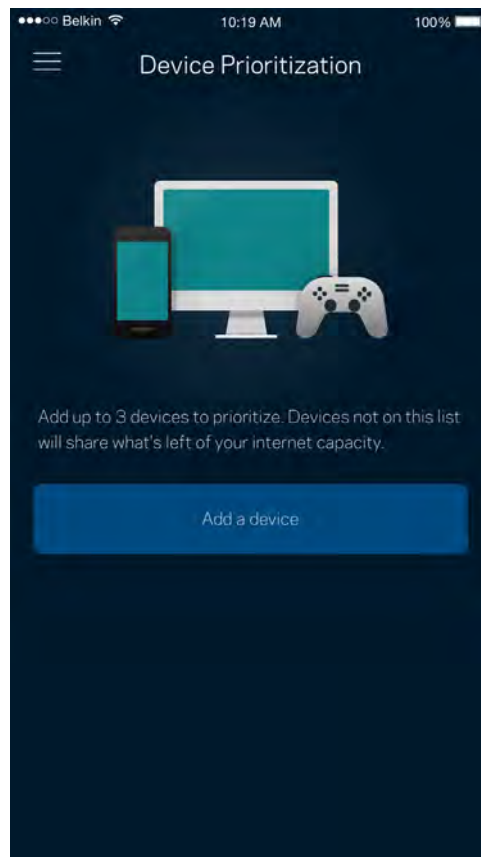 Belkin 10:19 AM 100%
Device Prioritization
Add up to 3 devices to prioritize. Devices not on this list
will share what's left of your internet capacity.
Add a device